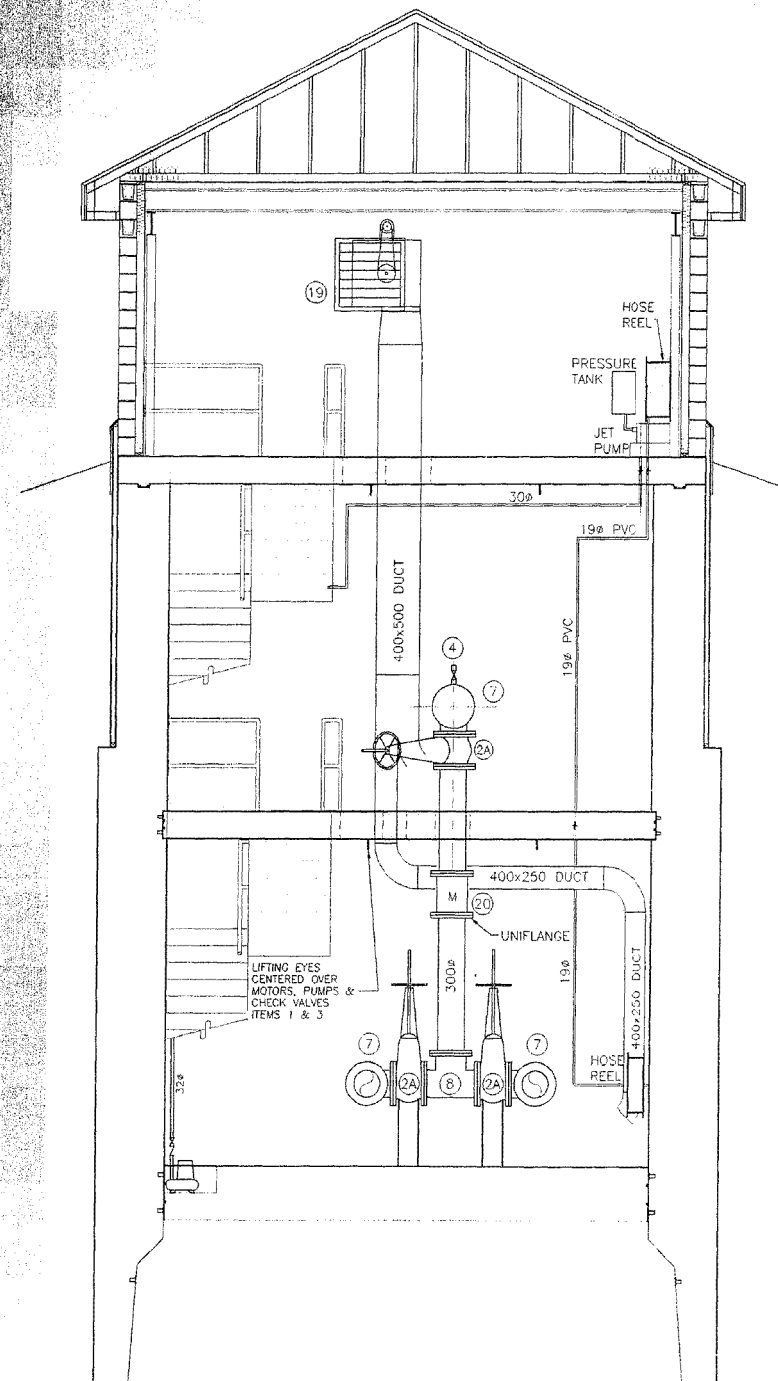 19
HOSE
REEL
PRESSURE
TANK
JET
PUMP
30ø
19ø PVC
400x500 DUCT
19ø PVC
4
7
2A
400x250 DUCT
M
20
UNIFLANGE
LIFTING EYES
CENTERED OVER
MOTORS, PUMPS &
CHECK VALVES
ITEMS 1 & 3
300ø
19ø
400x250 DUCT
7
7
HOSE
REEL
2A
8
2A
32ø